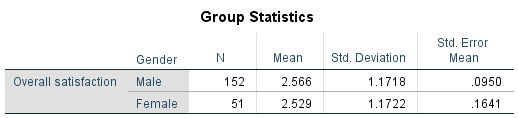 Group Statistics
Gender N Mean Std. Deviation Std. Error Mean
Overall satisfaction Male 152 2.566 1.1718 .0950
Female 51 2.529 1.1722 .1641